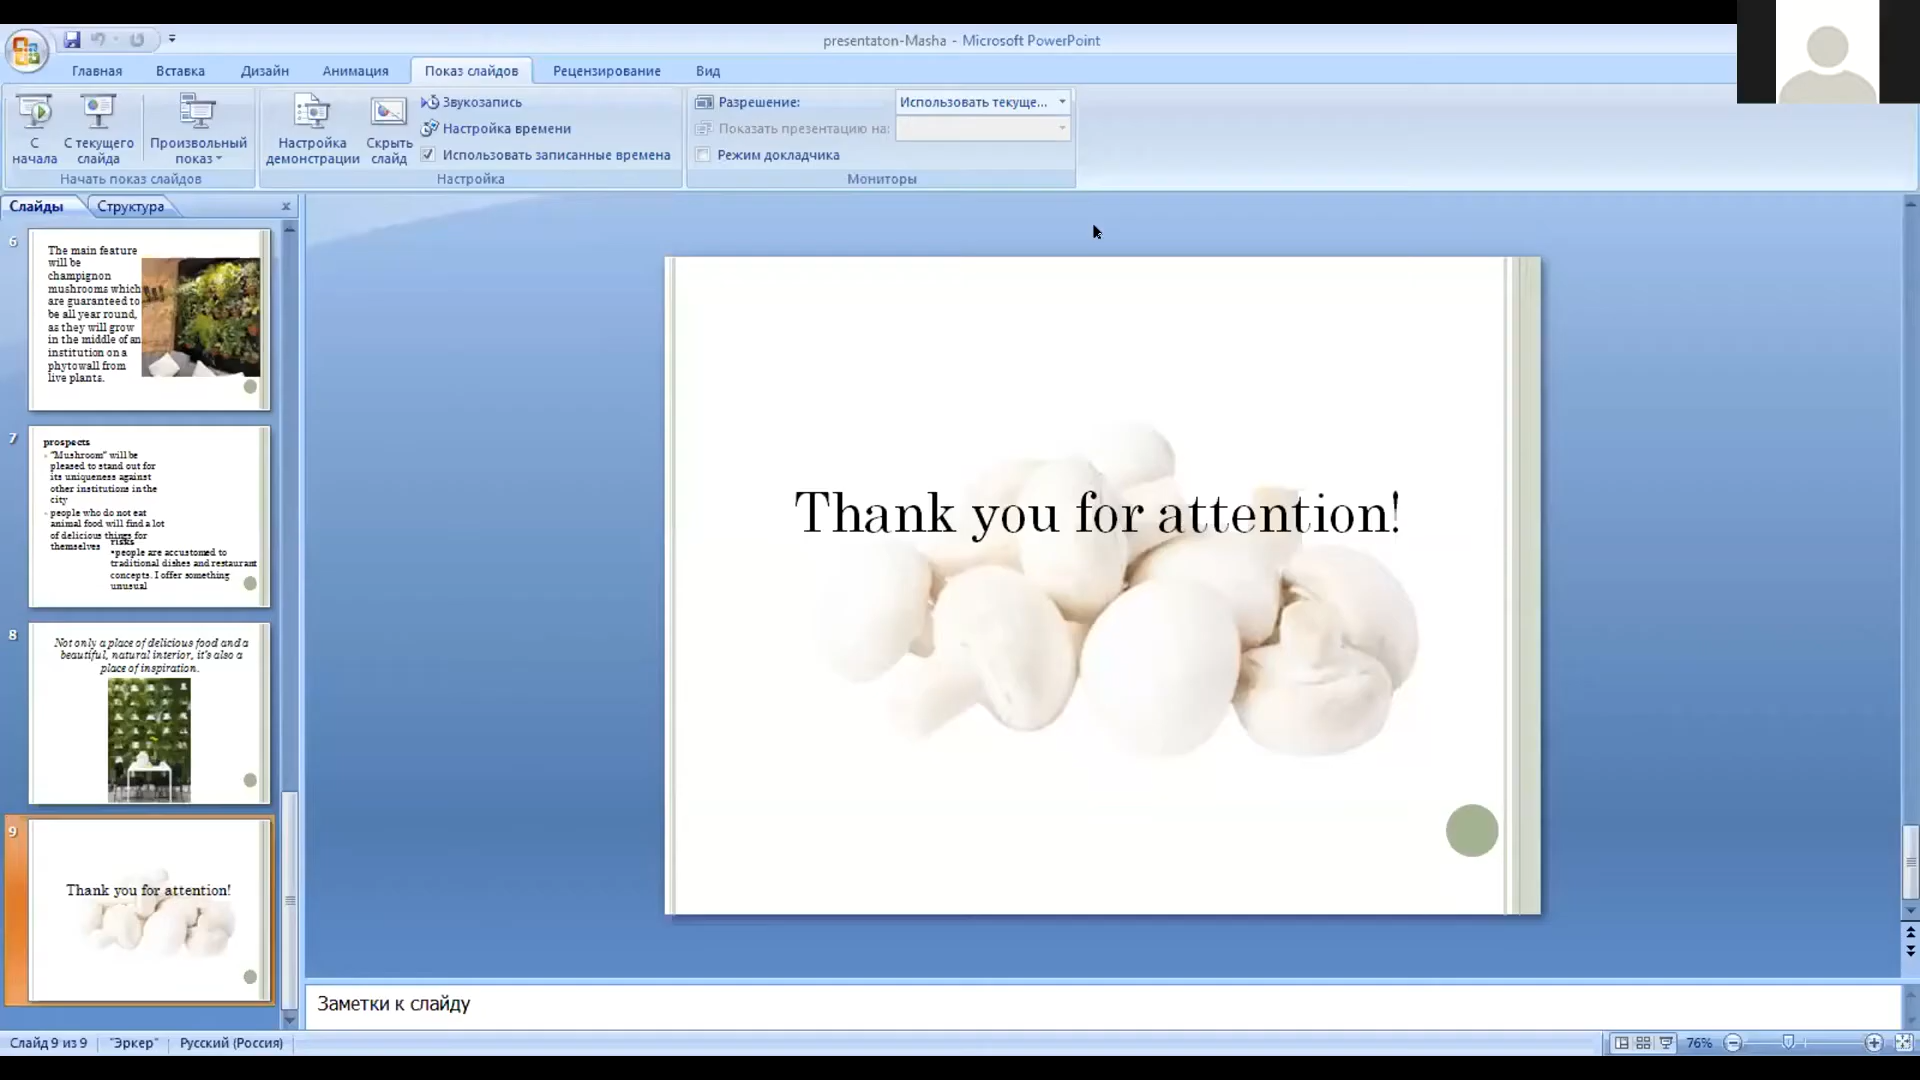 presentaton-Masha - Microsoft PowerPoint
Главная Вставка Дизайн Анимация Показ слайдов Рецензирование Вид
С начала
С текущего слайда
Произвольный показ
Начать показ слайдов
Настройка демонстрации
Скрыть слайд
Звукозапись
Настройка времени
Использовать записанные времена
Настройка
Разрешение: Использовать текуще...
Показать презентацию на:
Режим докладчика
Мониторы
Слайды Структура
6
The main feature
will be
champignon
mushrooms which
are guaranteed to
be all year round,
as they will grow
in the middle of an
institution on a
phytowall from
live plants.
7
prospects
"Mushroom" will be
pleased to stand out for
its uniqueness against
other institutions in the
city
people who do not eat
animal food will find a lot
of delicious things for
themselves
risks
•people are accustomed to
traditional dishes and restaurant
concepts. I offer something
unusual
8
Not only a place of delicious food and a
beautiful, natural interior, it's also a
place of inspiration.
9
Thank you for attention!
Thank you for attention!
Заметки к слайду
Слайд 9 из 9 "Эркер" Русский (Россия) 76%